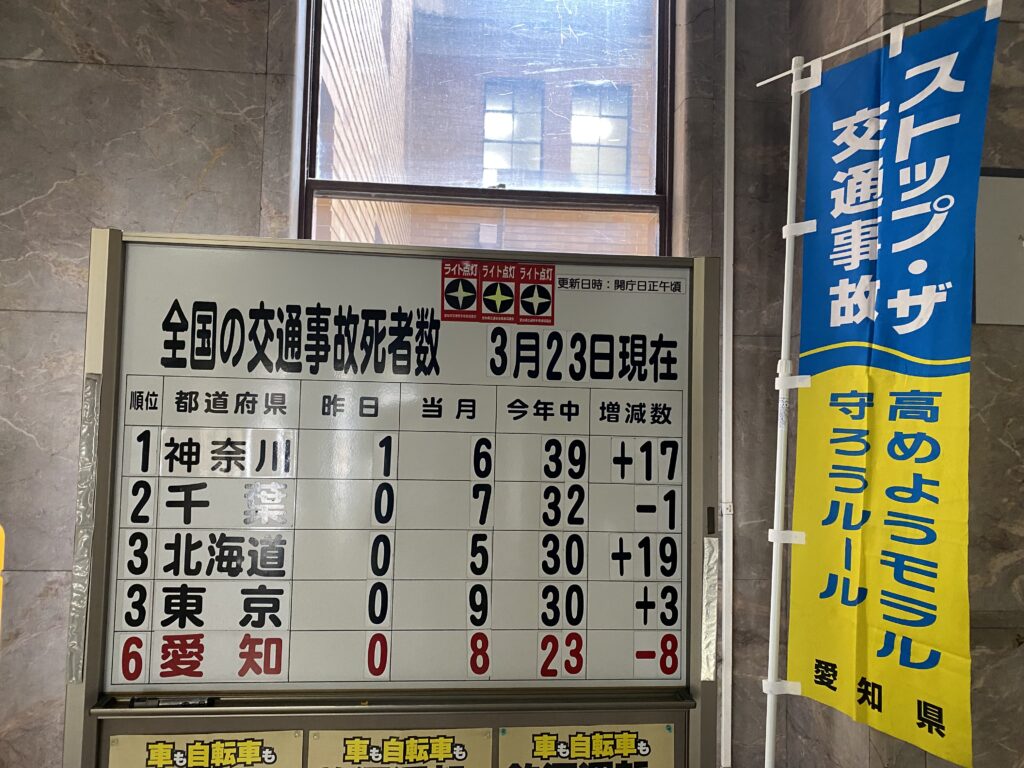 ライト点灯 ライト点灯 ライト点灯
更新日時：開庁日正午頃
全国の交通事故死者数 3月23日現在
順位 都道府県 昨日 当月 今年中 増減数
1 神奈川 1 6 39 +17
2 千葉 0 7 32 -1
3 北海道 0 5 30 +19
3 東京 0 9 30 +3
6 愛知 0 8 23 -8
車も自転車も 車も自転車も 車も自転車も
ストップ・ザ
交通事故
高めようモラル
守ろうルール
愛知県